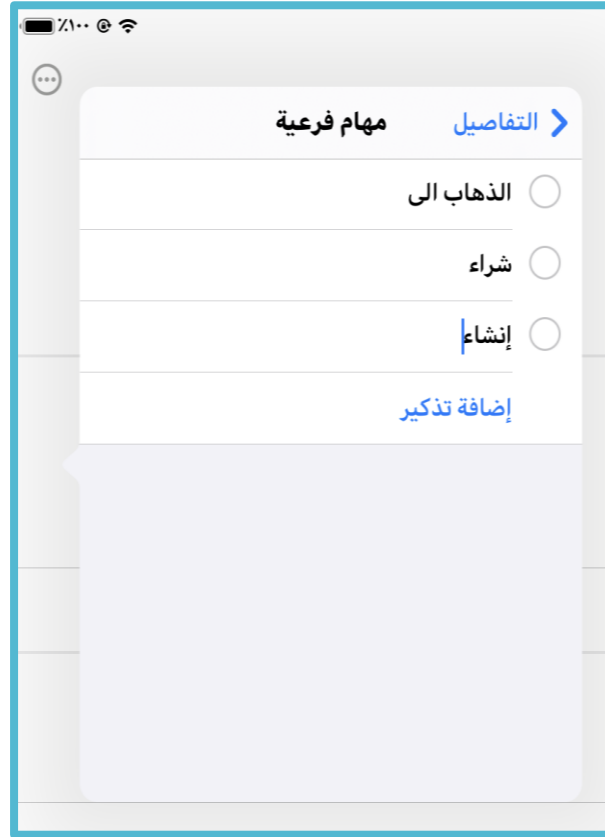 ٪١٠٠
التفاصيل مهام فرعية
الذهاب الى
شراء
إنشاء
إضافة تذكير